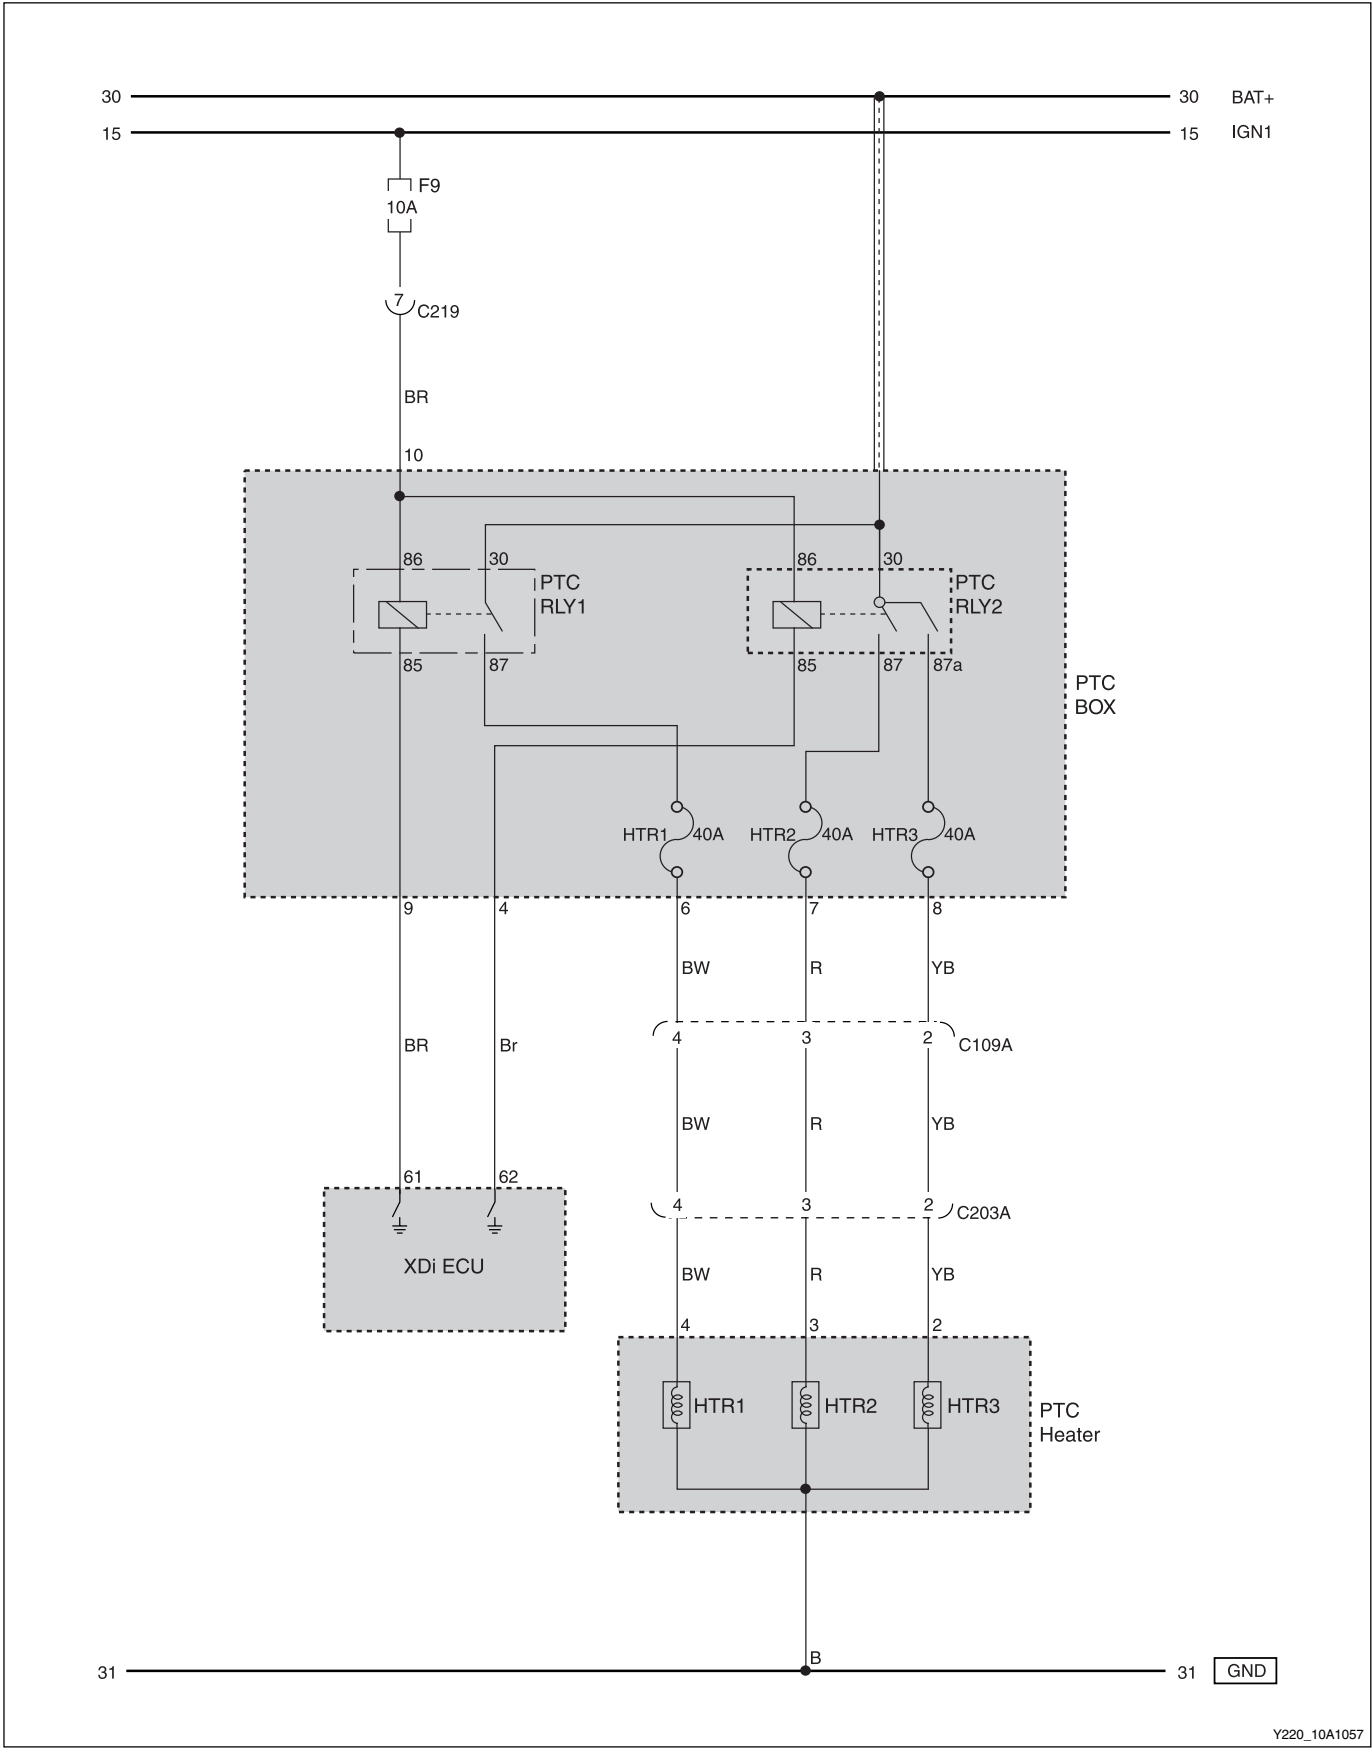 30 30 BAT+
15 15 IGN1
F9
10A
7
C219
BR
10
86 30 86 30
PTC
RLY1
PTC
RLY2
85 87 85 87 87a
PTC
BOX
HTR1 40A HTR2 40A HTR3 40A
9 4 6 7 8
BW R YB
4 3 2
C109A
BR Br
BW R YB
61 62
4 3 2
C203A
XDi ECU
BW R YB
4 3 2
HTR1 HTR2 HTR3
PTC
Heater
B
31 31 GND
Y220_10A1057